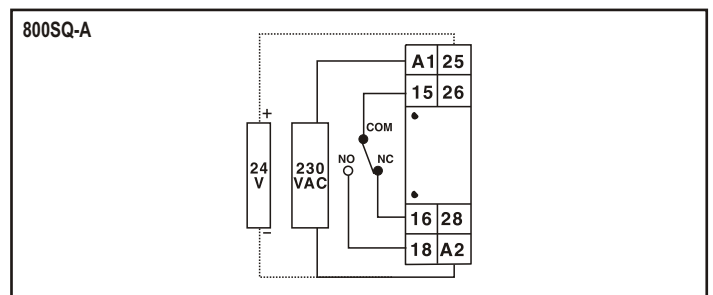 800SQ-A
A1 25
15 26
+
COM
NO NC
24
V
230
VAC
16 28
–
18 A2